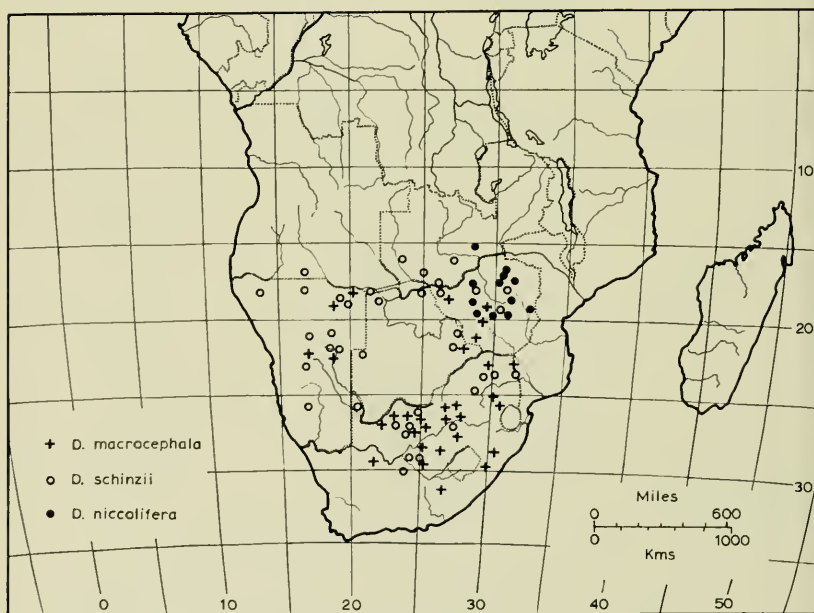 10
20
30
+ D. macrocephala
o D. schinzii
● D. niccolifera
Miles
0 600
0 1000
Kms
0 10 20 30 40 50